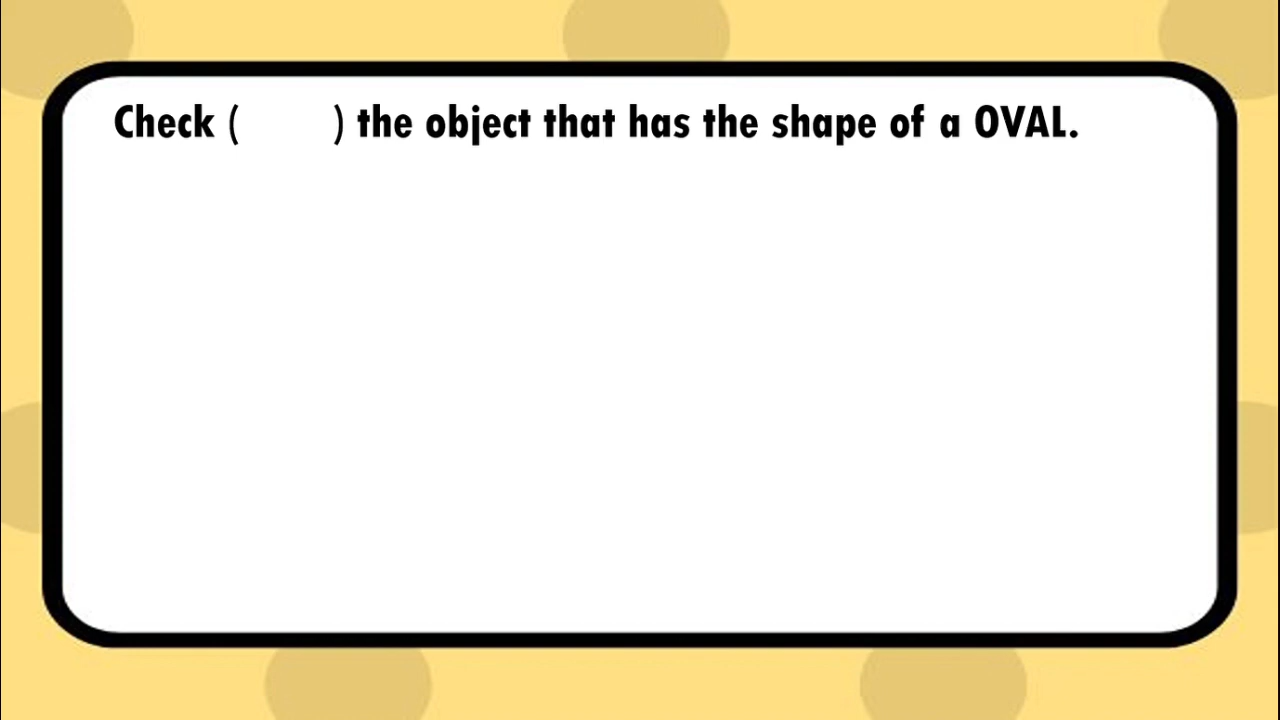 Check (        ) the object that has the shape of a OVAL.